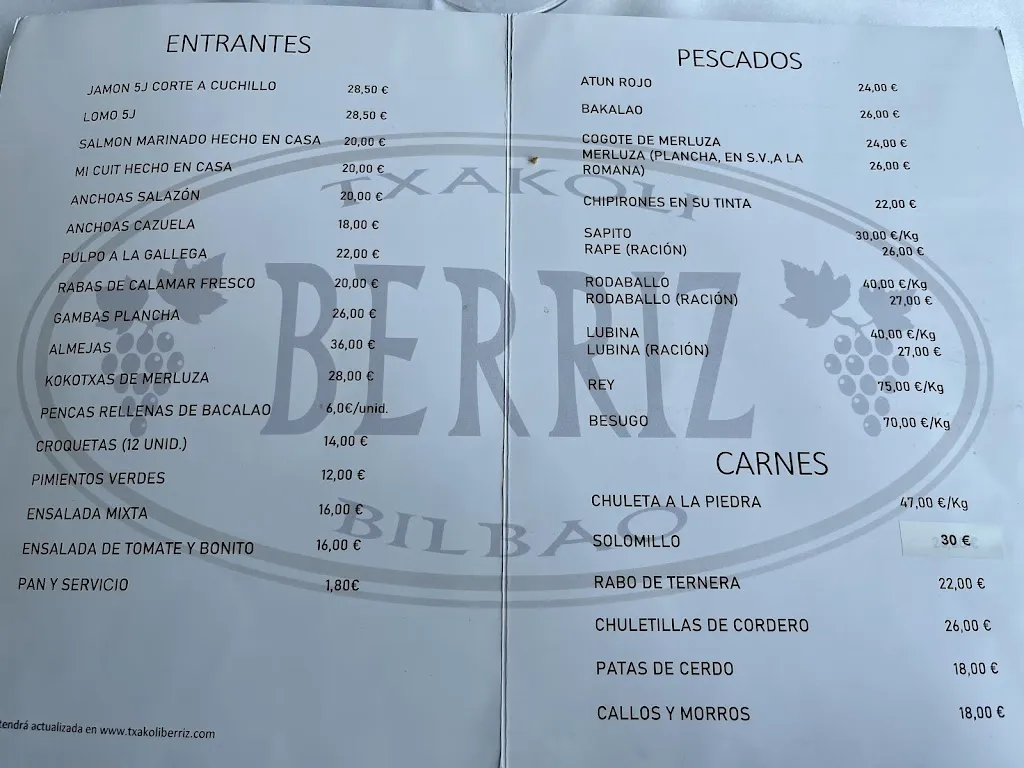 ENTRANTES
JAMON 5J CORTE A CUCHILLO 28,50 €
LOMO 5J 28,50 €
SALMON MARINADO HECHO EN CASA 20,00 €
MI CUIT HECHO EN CASA 20,00 €
ANCHOAS SALAZÓN 20,00 €
ANCHOAS CAZUELA 18,00 €
PULPO A LA GALLEGA 22,00 €
RABAS DE CALAMAR FRESCO 20,00 €
GAMBAS PLANCHA 26,00 €
ALMEJAS 36,00 €
KOKOTXAS DE MERLUZA 28,00 €
PENCAS RELLENAS DE BACALAO 6,0€/unid.
CROQUETAS (12 UNID.) 14,00 €
PIMIENTOS VERDES 12,00 €
ENSALADA MIXTA 16,00 €
ENSALADA DE TOMATE Y BONITO 16,00 €
PAN Y SERVICIO 1,80€
tendrá actualizada en www.txakoliberriz.com
PESCADOS
ATUN ROJO 24,00 €
BAKALAO 26,00 €
COGOTE DE MERLUZA 24,00 €
MERLUZA (PLANCHA, EN S.V.,A LA 26,00 €
ROMANA)
CHIPIRONES EN SU TINTA 22,00 €
SAPITO 30,00 €/Kg
RAPE (RACIÓN) 26,00 €
RODABALLO 40,00 €/Kg
RODABALLO (RACIÓN) 27,00 €
LUBINA 40,00 €/Kg
LUBINA (RACIÓN) 27,00 €
REY 75,00 €/Kg
BESUGO 70,00 €/Kg
CARNES
CHULETA A LA PIEDRA 47,00 €/Kg
SOLOMILLO 30 €
RABO DE TERNERA 22,00 €
CHULETILLAS DE CORDERO 26,00 €
PATAS DE CERDO 18,00 €
CALLOS Y MORROS 18,00 €
TXAKOLI
BERRIZ
BILBAO